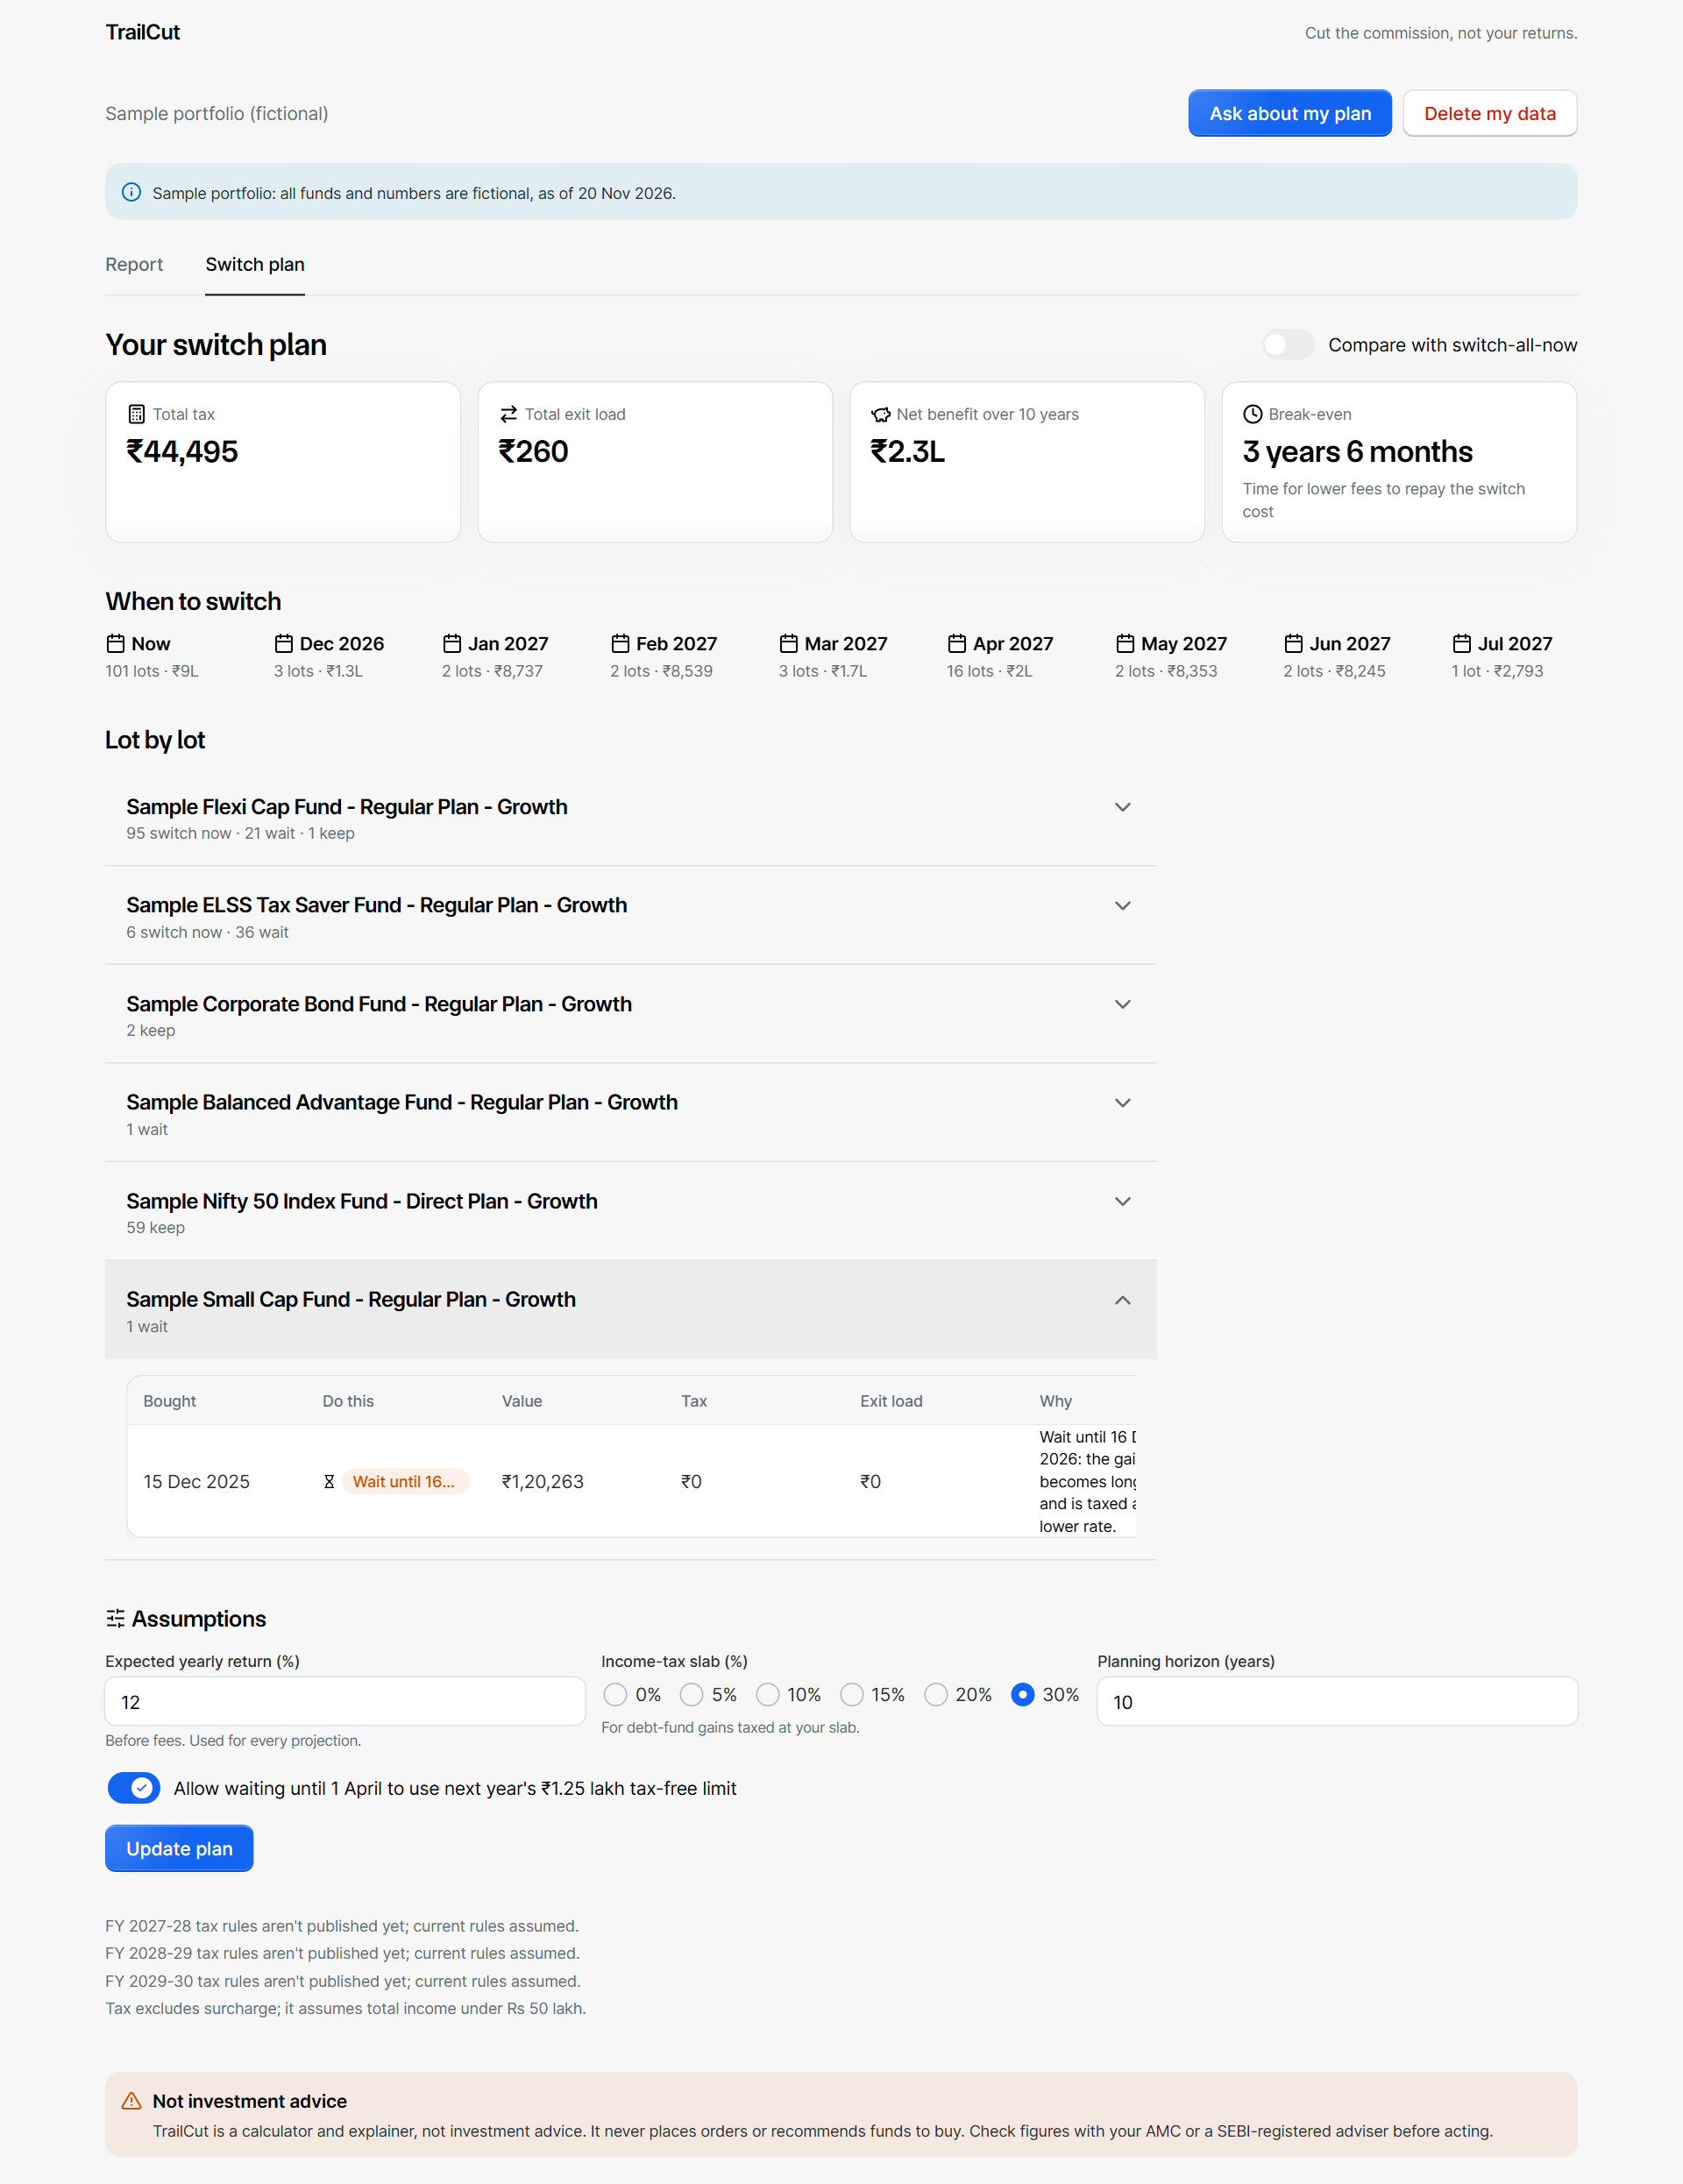 TrailCut
Cut the commission, not your returns.
Sample portfolio (fictional)
Ask about my plan
Delete my data
Sample portfolio: all funds and numbers are fictional, as of 20 Nov 2026.
Report
Switch plan
Your switch plan
Compare with switch-all-now
Total tax
₹44,495
Total exit load
₹260
Net benefit over 10 years
₹2.3L
Break-even
3 years 6 months
Time for lower fees to repay the switch
cost
When to switch
Now
101 lots · ₹9L
Dec 2026
3 lots · ₹1.3L
Jan 2027
2 lots · ₹8,737
Feb 2027
2 lots · ₹8,539
Mar 2027
3 lots · ₹1.7L
Apr 2027
16 lots · ₹2L
May 2027
2 lots · ₹8,353
Jun 2027
2 lots · ₹8,245
Jul 2027
1 lot · ₹2,793
Lot by lot
Sample Flexi Cap Fund - Regular Plan - Growth
95 switch now · 21 wait · 1 keep
Sample ELSS Tax Saver Fund - Regular Plan - Growth
6 switch now · 36 wait
Sample Corporate Bond Fund - Regular Plan - Growth
2 keep
Sample Balanced Advantage Fund - Regular Plan - Growth
1 wait
Sample Nifty 50 Index Fund - Direct Plan - Growth
59 keep
Sample Small Cap Fund - Regular Plan - Growth
1 wait
Bought Do this Value Tax Exit load Why
15 Dec 2025 Wait until 16... ₹1,20,263 ₹0 ₹0
Wait until 16
2026: the gai
becomes long
and is taxed
lower rate.
Assumptions
Expected yearly return (%)
12
Before fees. Used for every projection.
Income-tax slab (%)
0% 5% 10% 15% 20% 30%
For debt-fund gains taxed at your slab.
Planning horizon (years)
10
Allow waiting until 1 April to use next year's ₹1.25 lakh tax-free limit
Update plan
FY 2027-28 tax rules aren't published yet; current rules assumed.
FY 2028-29 tax rules aren't published yet; current rules assumed.
FY 2029-30 tax rules aren't published yet; current rules assumed.
Tax excludes surcharge; it assumes total income under Rs 50 lakh.
Not investment advice
TrailCut is a calculator and explainer, not investment advice. It never places orders or recommends funds to buy. Check figures with your AMC or a SEBI-registered adviser before acting.